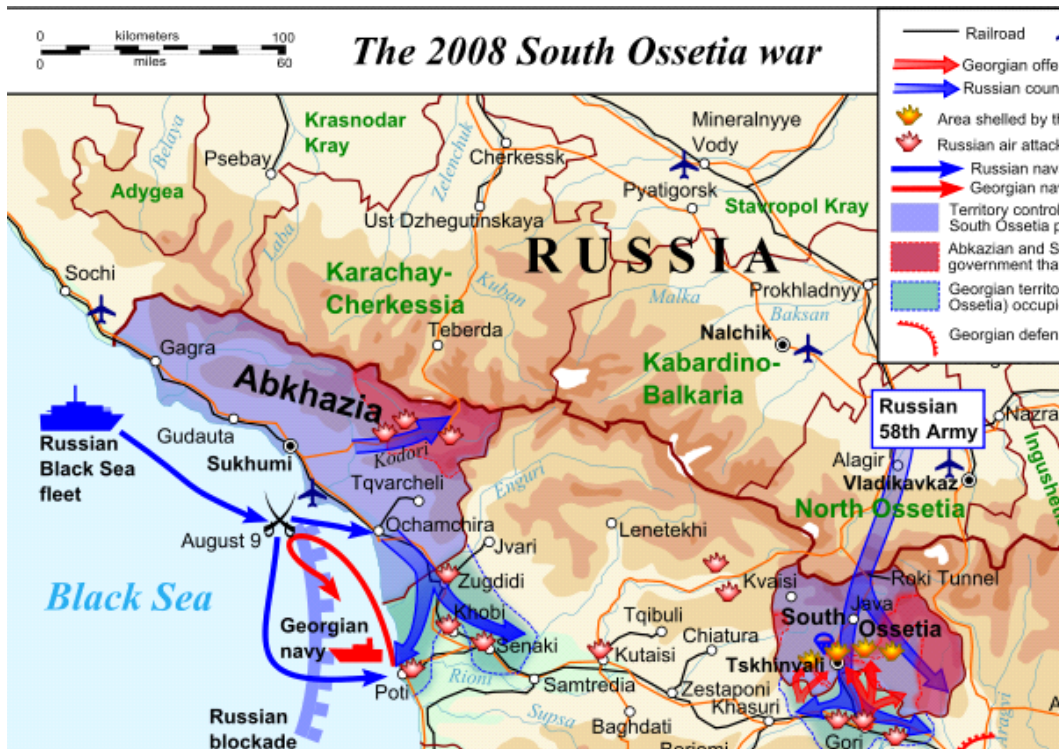 0 kilometers 100
0 miles 60
The 2008 South Ossetia war
Railroad
Georgian offe
Russian coun
Area shelled by th
Russian air attack
Russian nav
Georgian nav
Territory control
South Ossetia p
Abkazian and S
government tha
Georgian territo
Ossetia) occupi
Georgian defen
Krasnodar
Kray
Belaya
Psebay
Zelenchuk
Cherkessk
Mineralnyye
Vody
Adygea
Laba
Ust Dzhegutinskaya
Pyatigorsk
Stavropol Kray
RUSSIA
Sochi
Karachay-
Cherkessia
Kuban
Malka
Prokhladnyy
Baksan
Teberda
Nalchik
Gagra
Abkhazia
Kabardino-
Balkaria
Russian
Black Sea
fleet
Gudauta
Sukhumi
Kodori
Russian
58th Army
Nazra
Ingushet
Alagir
Vladikavkaz
North Ossetia
Tqvarcheli
Enguri
Ochamchira
Lenetekhi
August 9
Jvari
Roki Tunnel
Zugdidi
Kvaisi
Black Sea
Khobi
South
Java
Ossetia
Georgian
navy
Tqibuli
Chiatura
Senaki
Kutaisi
Tskhinvali
Poti
Rioni
Samtredia
Zestaponi
Khasuri
Supsa
Baghdati
Russian
blockade
Borjomi
Gori
Aragvi
A